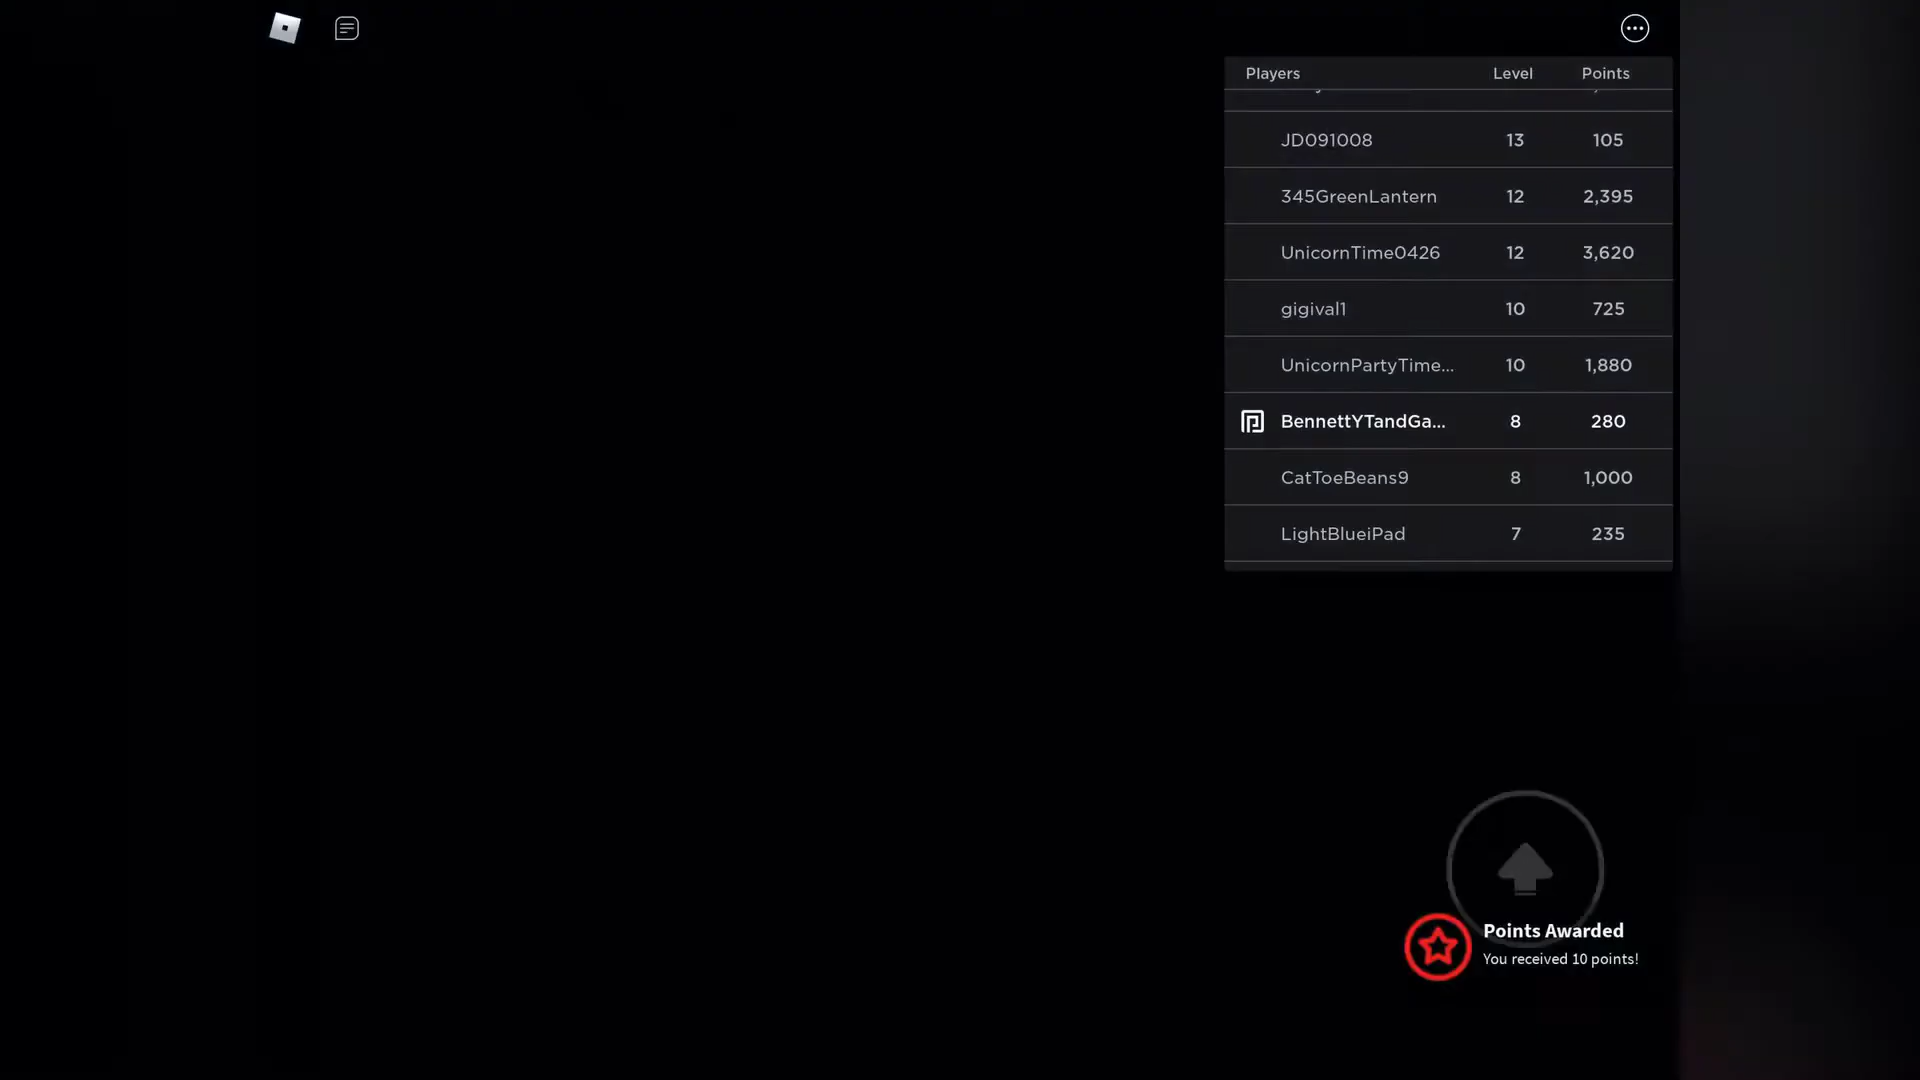 Players Level Points
JD091008 13 105
345GreenLantern 12 2,395
UnicornTime0426 12 3,620
gigival1 10 725
UnicornPartyTime... 10 1,880
BennettYTandGa... 8 280
CatToeBeans9 8 1,000
LightBlueiPad 7 235
Points Awarded
You received 10 points!